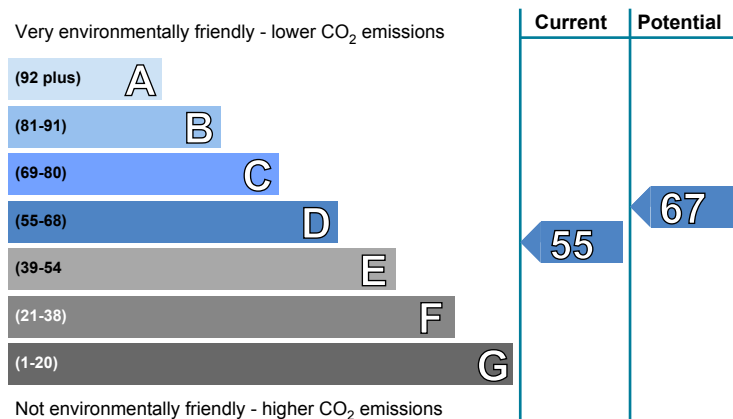 Very environmentally friendly - lower CO₂ emissions
Current
Potential
(92 plus) A
(81-91) B
(69-80) C
(55-68) D
(39-54 E
(21-38) F
(1-20) G
55
67
Not environmentally friendly - higher CO₂ emissions